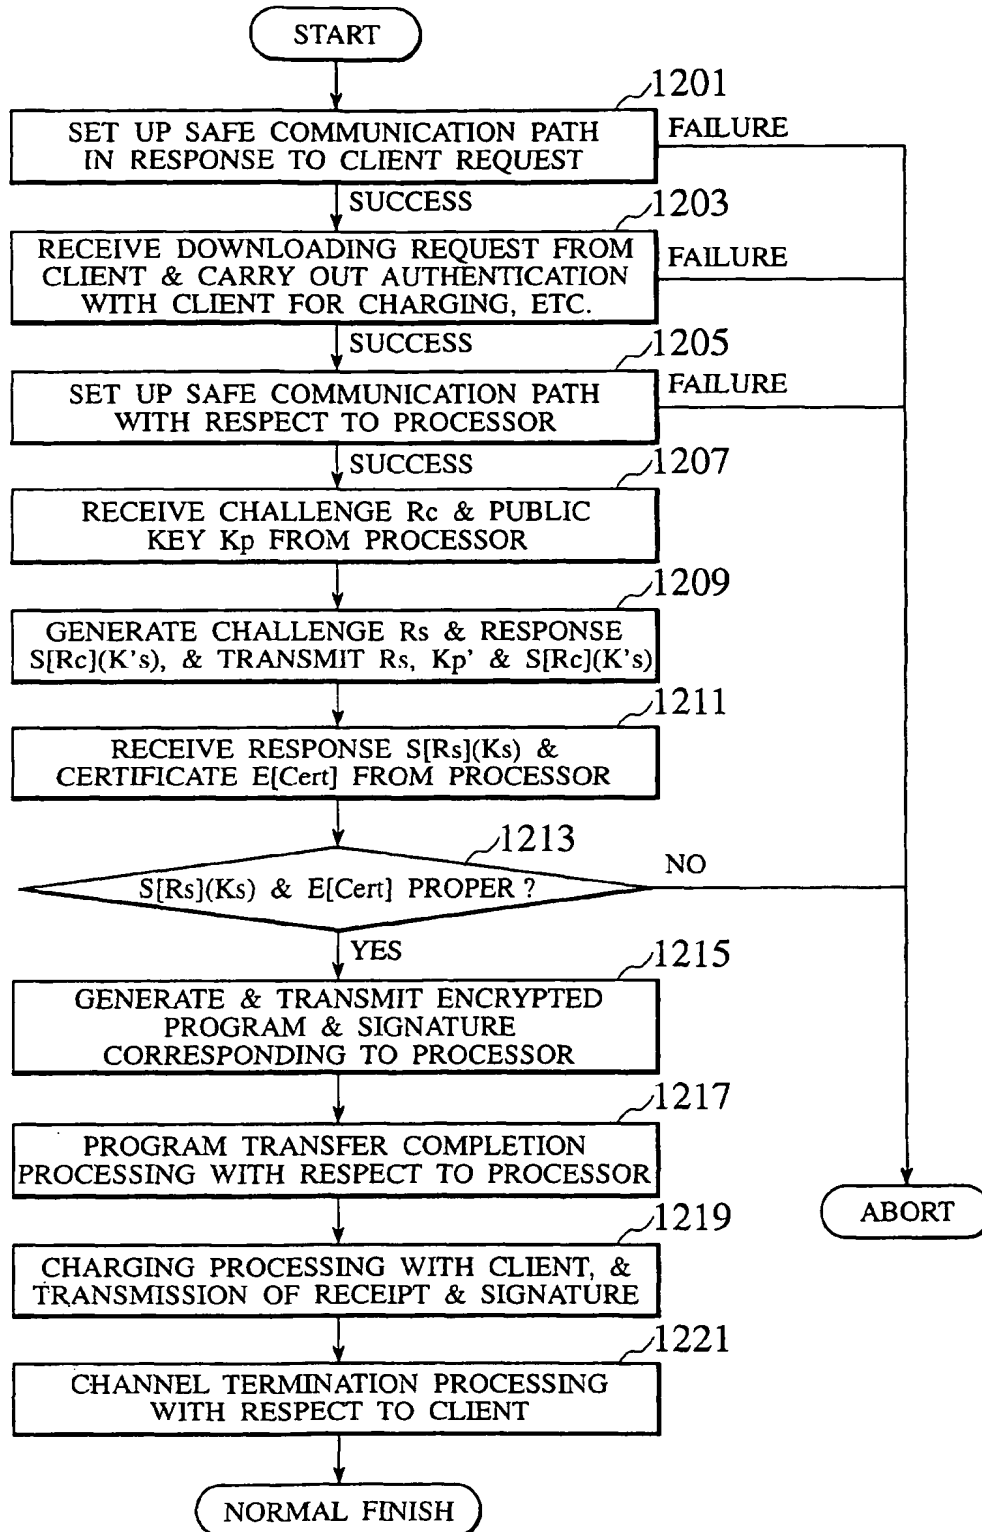 START
1201
SET UP SAFE COMMUNICATION PATH
IN RESPONSE TO CLIENT REQUEST
FAILURE
SUCCESS
1203
RECEIVE DOWNLOADING REQUEST FROM
CLIENT & CARRY OUT AUTHENTICATION
WITH CLIENT FOR CHARGING, ETC.
FAILURE
SUCCESS
1205
SET UP SAFE COMMUNICATION PATH
WITH RESPECT TO PROCESSOR
FAILURE
SUCCESS
1207
RECEIVE CHALLENGE Rc & PUBLIC
KEY Kp FROM PROCESSOR
1209
GENERATE CHALLENGE Rs & RESPONSE
S[Rc](K's), & TRANSMIT Rs, Kp' & S[Rc](K's)
1211
RECEIVE RESPONSE S[Rs](Ks) &
CERTIFICATE E[Cert] FROM PROCESSOR
1213
S[Rs](Ks) & E[Cert] PROPER ?
NO
YES
1215
GENERATE & TRANSMIT ENCRYPTED
PROGRAM & SIGNATURE
CORRESPONDING TO PROCESSOR
1217
PROGRAM TRANSFER COMPLETION
PROCESSING WITH RESPECT TO PROCESSOR
ABORT
1219
CHARGING PROCESSING WITH CLIENT, &
TRANSMISSION OF RECEIPT & SIGNATURE
1221
CHANNEL TERMINATION PROCESSING
WITH RESPECT TO CLIENT
NORMAL FINISH